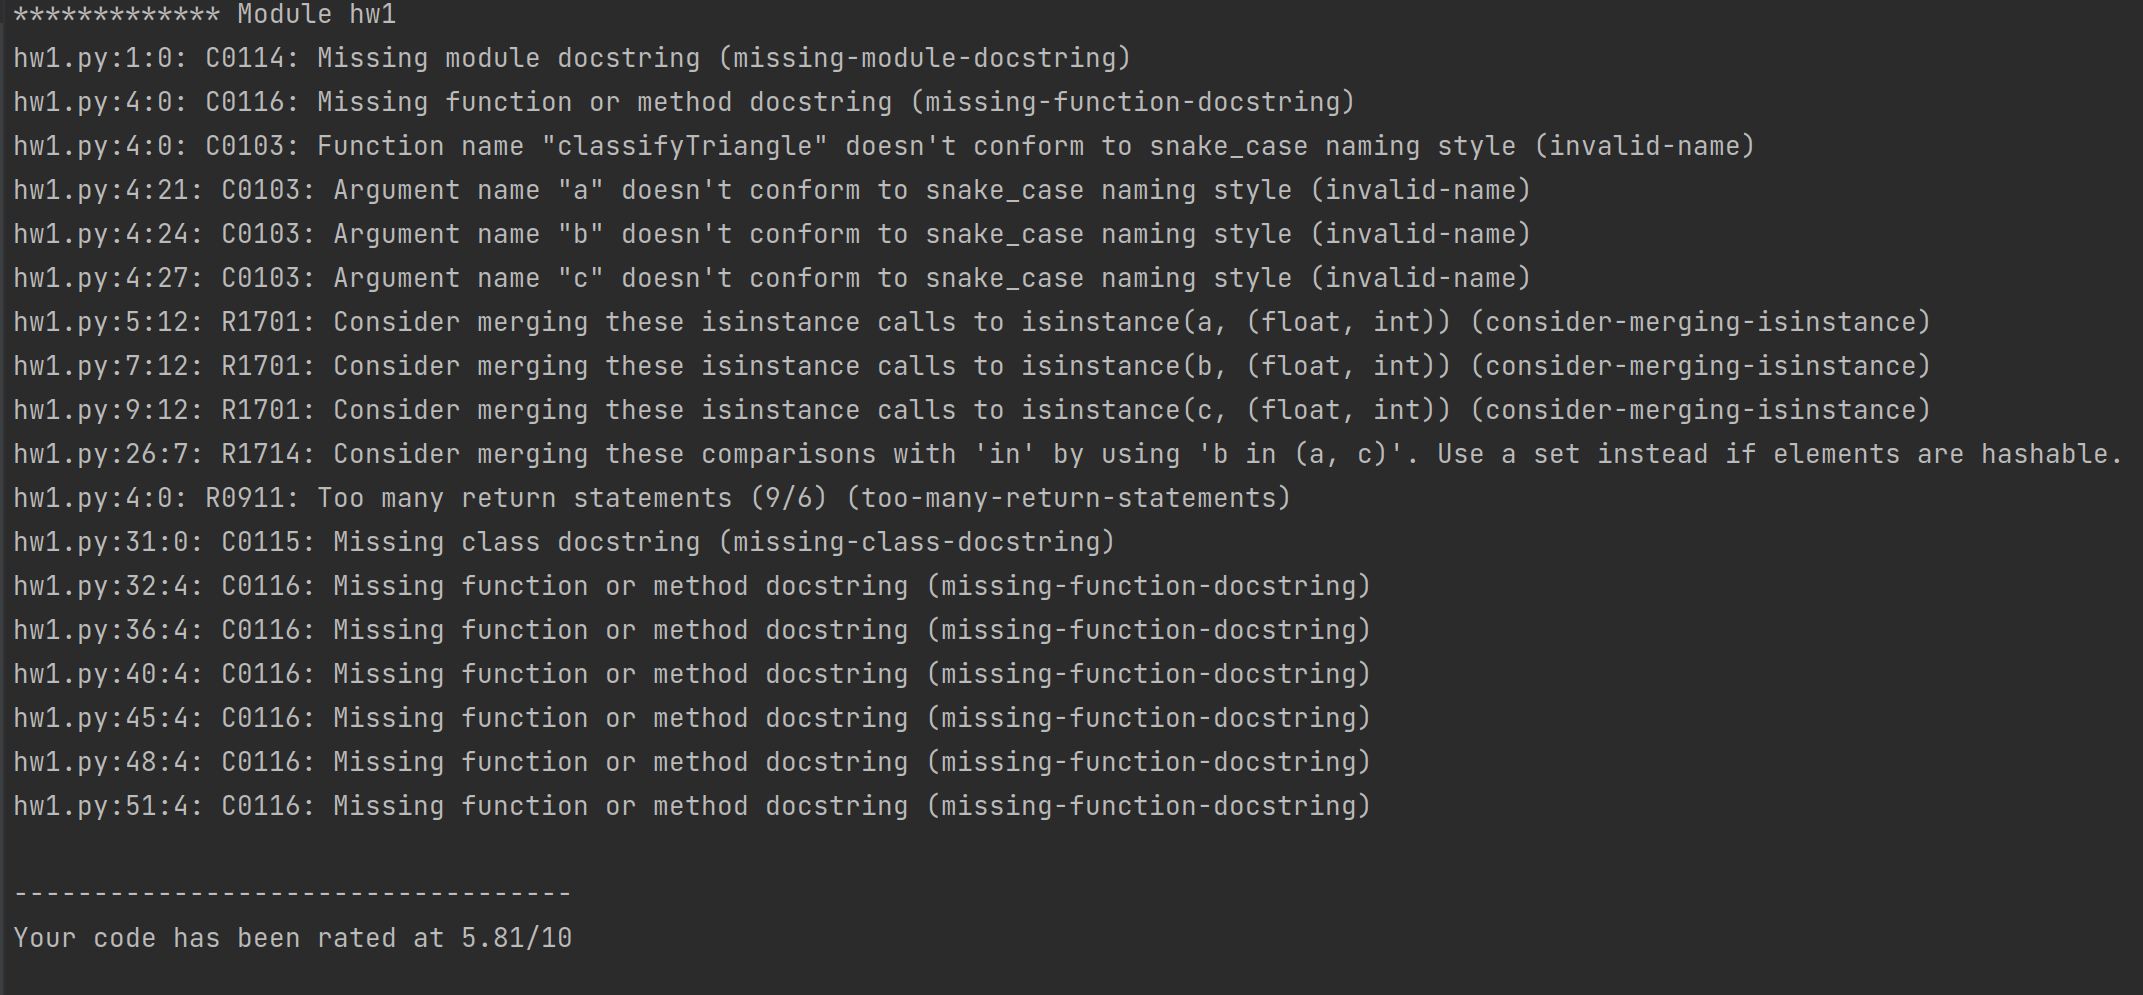 ************* Module hw1
hw1.py:1:0: C0114: Missing module docstring (missing-module-docstring)
hw1.py:4:0: C0116: Missing function or method docstring (missing-function-docstring)
hw1.py:4:0: C0103: Function name "classifyTriangle" doesn't conform to snake_case naming style (invalid-name)
hw1.py:4:21: C0103: Argument name "a" doesn't conform to snake_case naming style (invalid-name)
hw1.py:4:24: C0103: Argument name "b" doesn't conform to snake_case naming style (invalid-name)
hw1.py:4:27: C0103: Argument name "c" doesn't conform to snake_case naming style (invalid-name)
hw1.py:5:12: R1701: Consider merging these isinstance calls to isinstance(a, (float, int)) (consider-merging-isinstance)
hw1.py:7:12: R1701: Consider merging these isinstance calls to isinstance(b, (float, int)) (consider-merging-isinstance)
hw1.py:9:12: R1701: Consider merging these isinstance calls to isinstance(c, (float, int)) (consider-merging-isinstance)
hw1.py:26:7: R1714: Consider merging these comparisons with 'in' by using 'b in (a, c)'. Use a set instead if elements are hashable.
hw1.py:4:0: R0911: Too many return statements (9/6) (too-many-return-statements)
hw1.py:31:0: C0115: Missing class docstring (missing-class-docstring)
hw1.py:32:4: C0116: Missing function or method docstring (missing-function-docstring)
hw1.py:36:4: C0116: Missing function or method docstring (missing-function-docstring)
hw1.py:40:4: C0116: Missing function or method docstring (missing-function-docstring)
hw1.py:45:4: C0116: Missing function or method docstring (missing-function-docstring)
hw1.py:48:4: C0116: Missing function or method docstring (missing-function-docstring)
hw1.py:51:4: C0116: Missing function or method docstring (missing-function-docstring)
-----------------------------------
Your code has been rated at 5.81/10